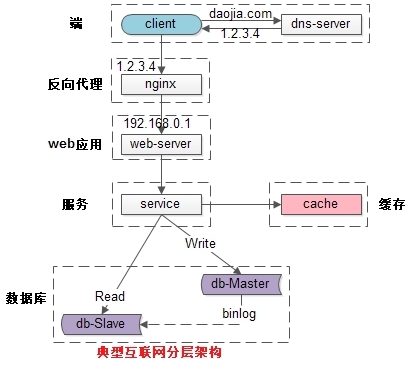 daojia.com
端
client
dns-server
1.2.3.4
1.2.3.4
反向代理
nginx
192.168.0.1
web应用
web-server
服务
service
cache
缓存
Write
db-Master
数据库
Read
binlog
db-Slave
典型互联网分层架构